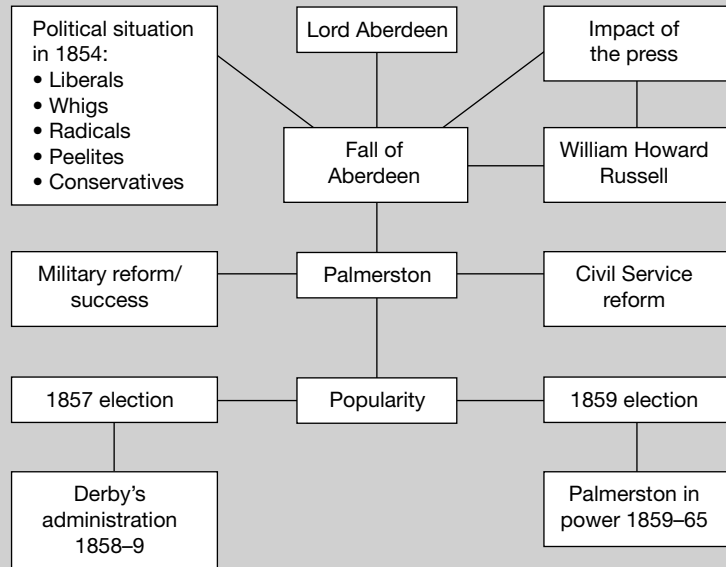 Political situation
in 1854:
• Liberals
• Whigs
• Radicals
• Peelites
• Conservatives
Lord Aberdeen
Impact of
the press
Fall of
Aberdeen
William Howard
Russell
Military reform/
success
Palmerston
Civil Service
reform
1857 election
Popularity
1859 election
Derby's
administration
1858–9
Palmerston in
power 1859–65